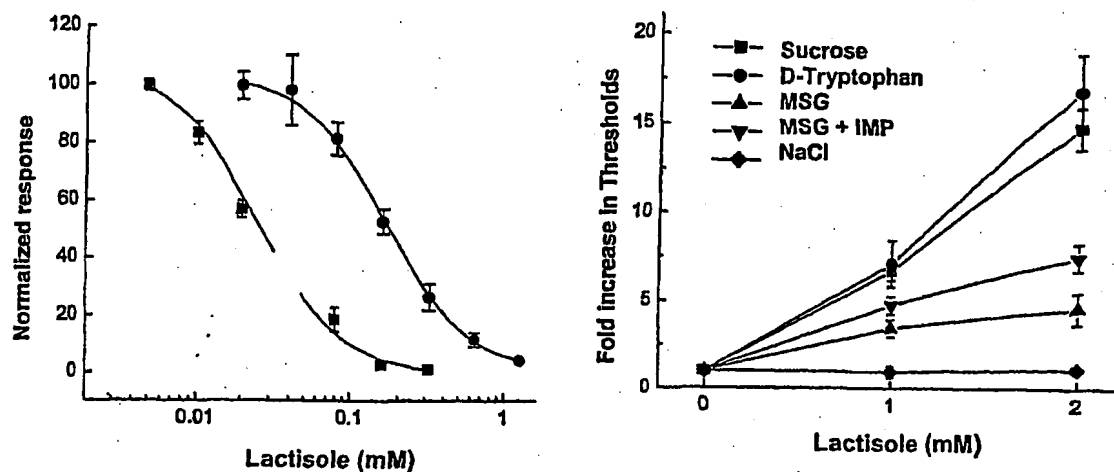 Normalized response
120
100
80
60
40
20
0
0.01
0.1
1
Lactisole (mM)
Fold increase in Thresholds
20
15
10
5
0
0
1
2
Lactisole (mM)
Sucrose
D-Tryptophan
MSG
MSG + IMP
NaCl